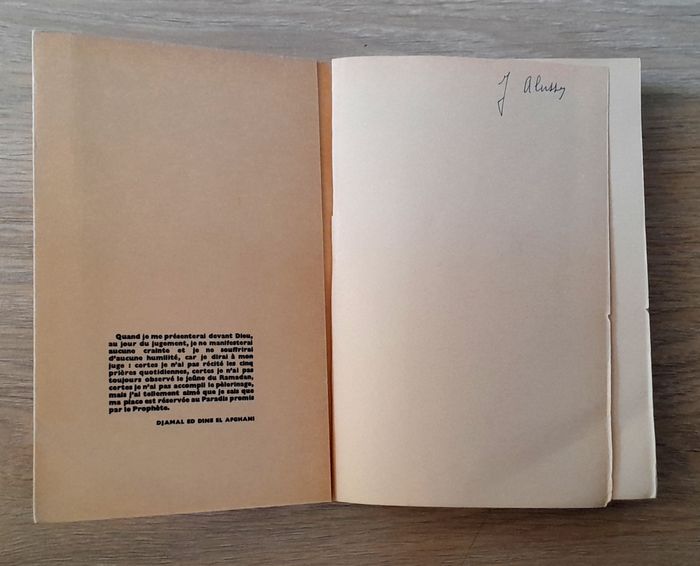 Quand je me présenterai devant Dieu,
au jour du jugement, je ne manifesterai
aucune crainte et je ne souffrirai
d'aucune humilité, car je dirai à mon
juge : certes je n'ai pas récité les cinq
prières quotidiennes, certes je n'ai pas
toujours observé le jeûne du Ramadan,
certes je n'ai pas accompli le pèlerinage,
mais j'ai tellement aimé que je sais que
ma place est réservée au Paradis promis
par le Prophète.
DJAMAL ED DINE EL AFGHANI
J